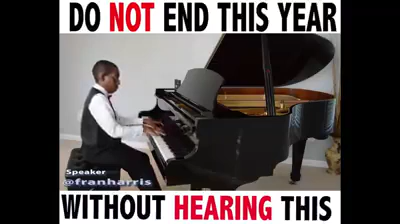 DO NOT END THIS YEAR
Speaker
@franharris
WITHOUT HEARING THIS